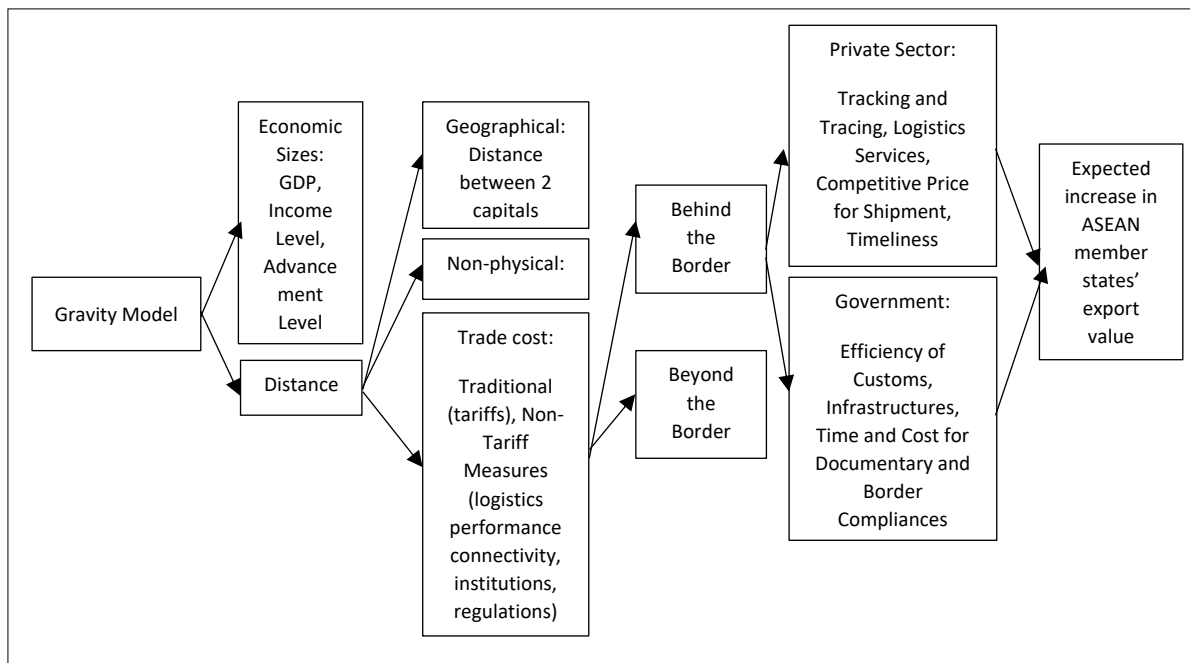 Gravity Model
Economic
Sizes:
GDP,
Income
Level,
Advance
ment
Level
Distance
Geographical:
Distance
between 2
capitals
Non-physical:
Trade cost:
Traditional
(tariffs), Non-
Tariff
Measures
(logistics
performance
connectivity,
institutions,
regulations)
Behind
the
Border
Beyond
the
Border
Private Sector:
Tracking and
Tracing, Logistics
Services,
Competitive Price
for Shipment,
Timeliness
Government:
Efficiency of
Customs,
Infrastructures,
Time and Cost for
Documentary and
Border
Compliances
Expected
increase in
ASEAN
member
states’
export
value